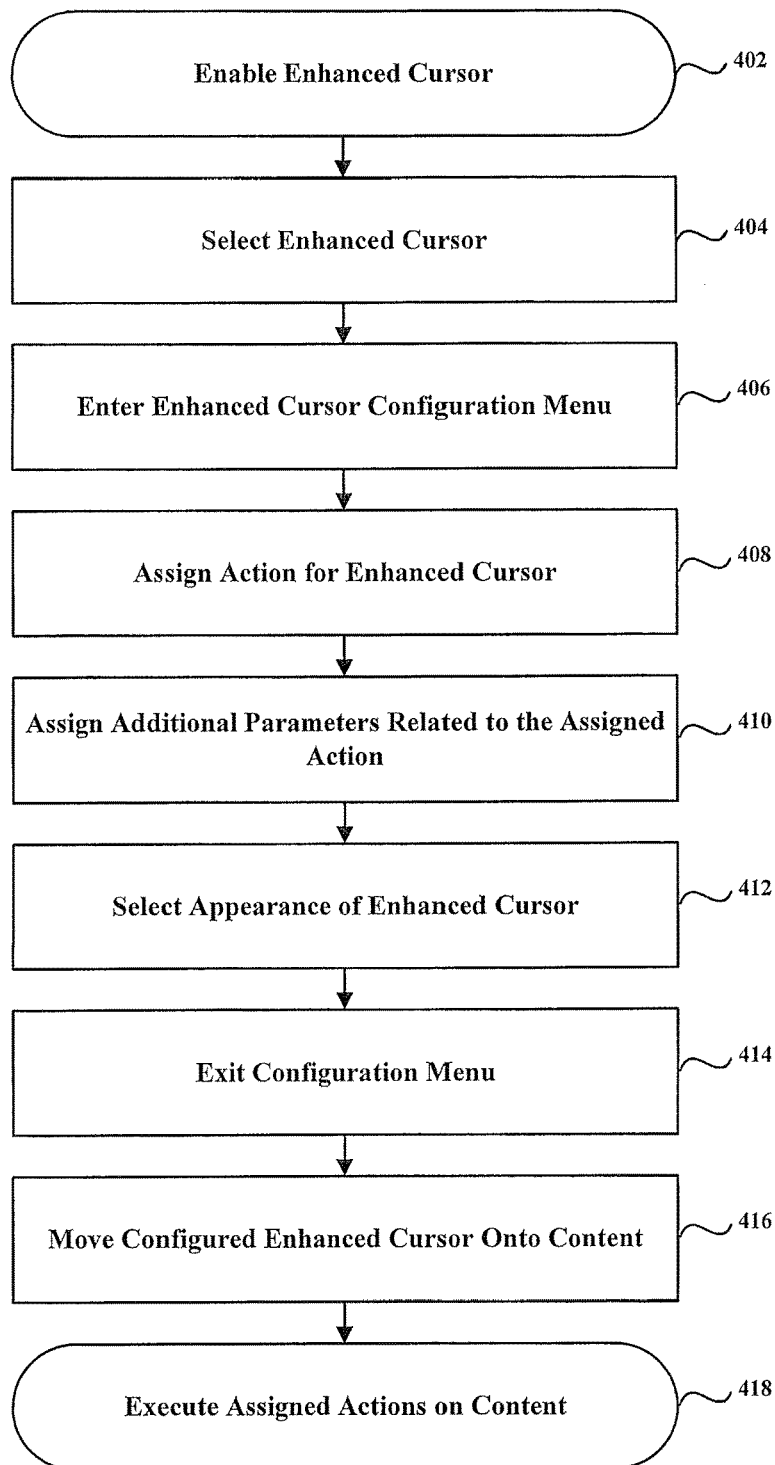 Enable Enhanced Cursor
402
Select Enhanced Cursor
404
Enter Enhanced Cursor Configuration Menu
406
Assign Action for Enhanced Cursor
408
Assign Additional Parameters Related to the Assigned
Action
410
Select Appearance of Enhanced Cursor
412
Exit Configuration Menu
414
Move Configured Enhanced Cursor Onto Content
416
Execute Assigned Actions on Content
418